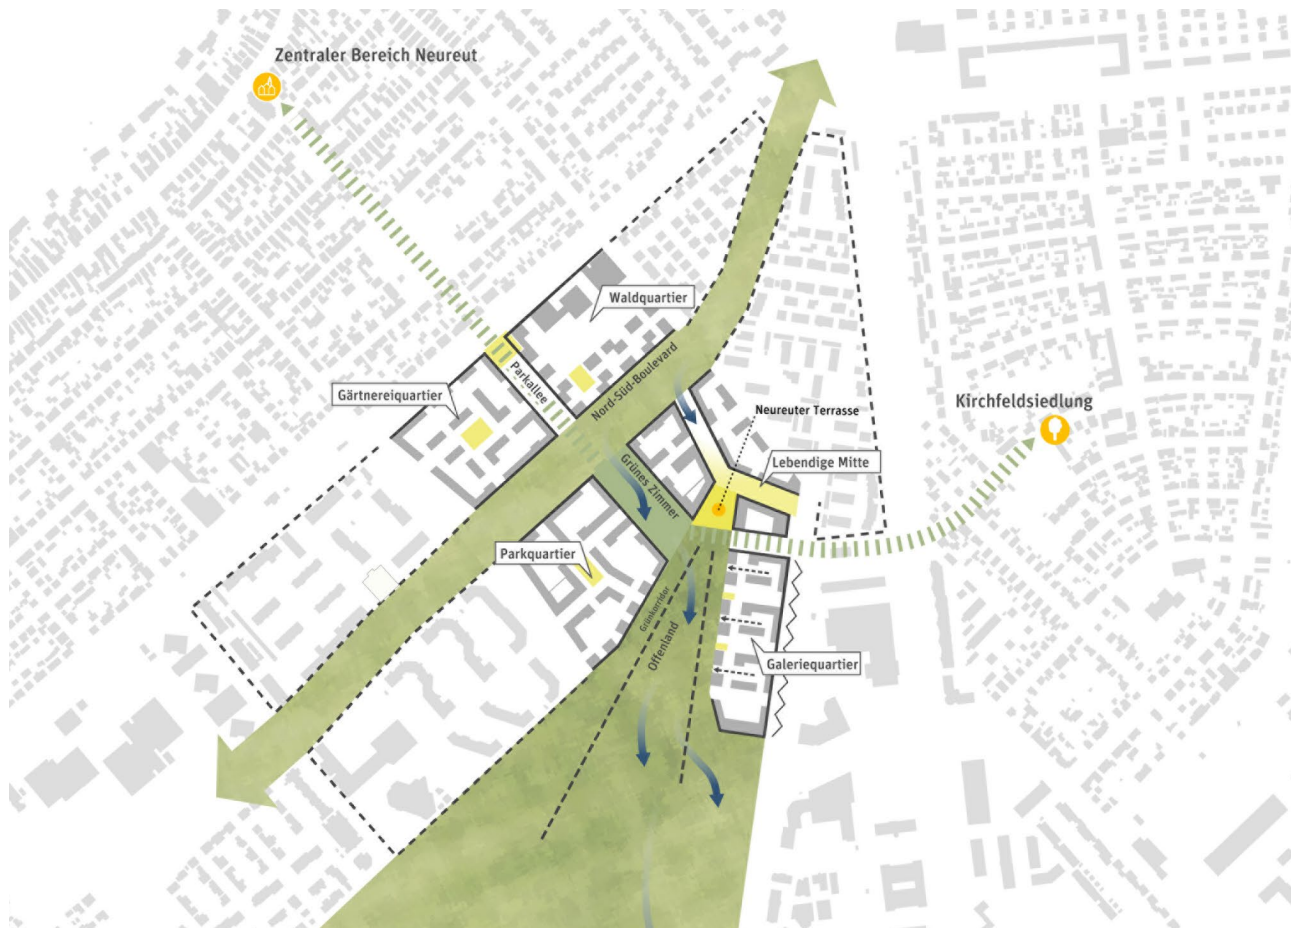 Zentraler Bereich Neureut
Waldquartier
Parkallee
Nord-Süd-Boulevard
Gärtnereiquartier
Kirchfeldsiedlung
Neureuter Terrasse
Lebendige Mitte
Grünes Zimmer
Parkquartier
Grünkorridor
Offenland
Galeriequartier